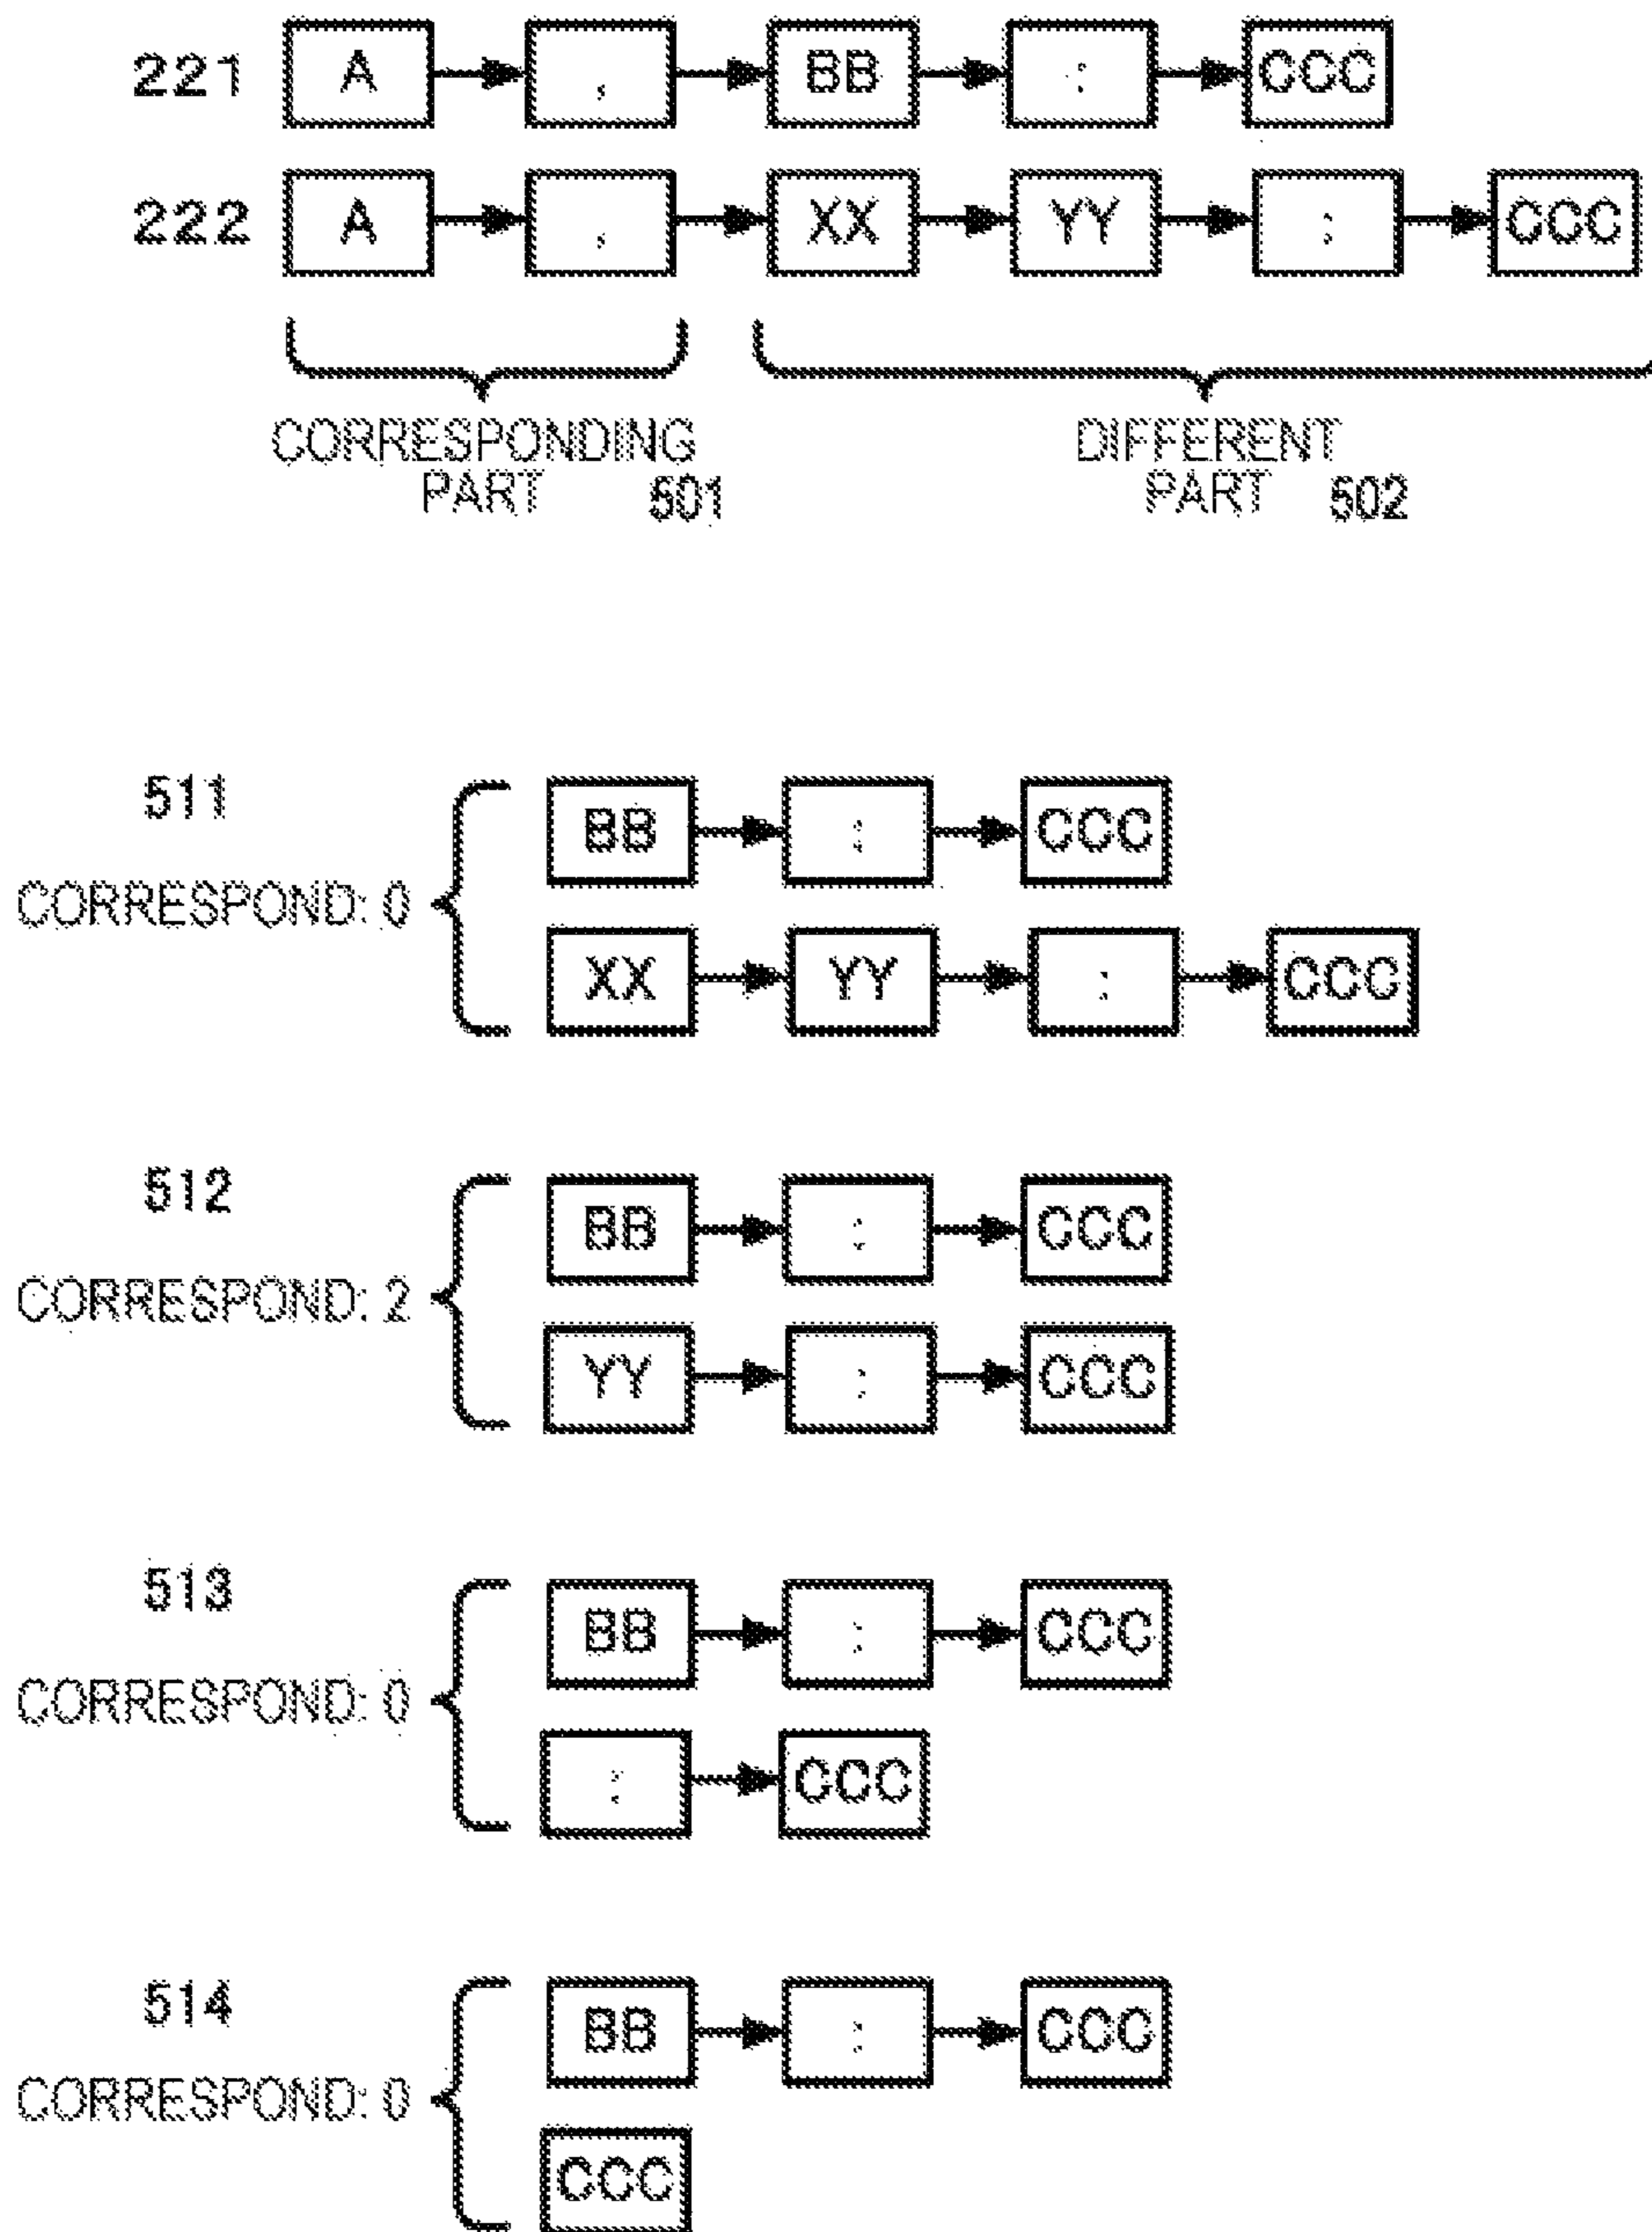 221 A , BB : CCC
222 A , XX YY : CCC
CORRESPONDING DIFFERENT
PART 501 PART 502
511 BB : CCC
CORRESPOND: 0
XX YY : CCC
512 BB : CCC
CORRESPOND: 2
YY : CCC
513 BB : CCC
CORRESPOND: 0
: CCC
514 BB : CCC
CORRESPOND: 0
CCC